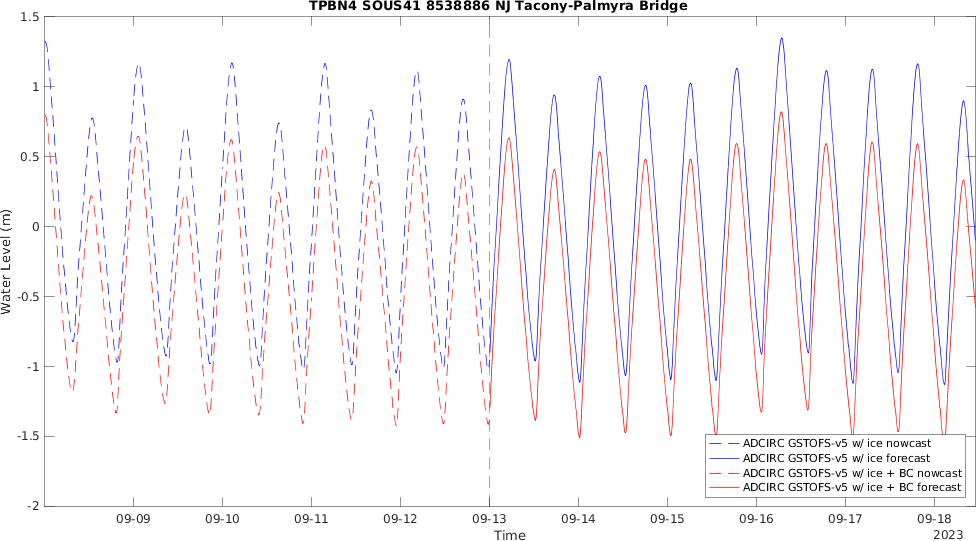 TPBN4 SOUS41 8538886 NJ Tacony-Palmyra Bridge
1.5
1
0.5
0
-0.5
-1
-1.5
-2
Water Level (m)
ADCIRC GSTOFS-v5 w/ ice nowcast
ADCIRC GSTOFS-v5 w/ ice forecast
ADCIRC GSTOFS-v5 w/ ice + BC nowcast
ADCIRC GSTOFS-v5 w/ ice + BC forecast
09-09 09-10 09-11 09-12 09-13 09-14 09-15 09-16 09-17 09-18
Time
2023